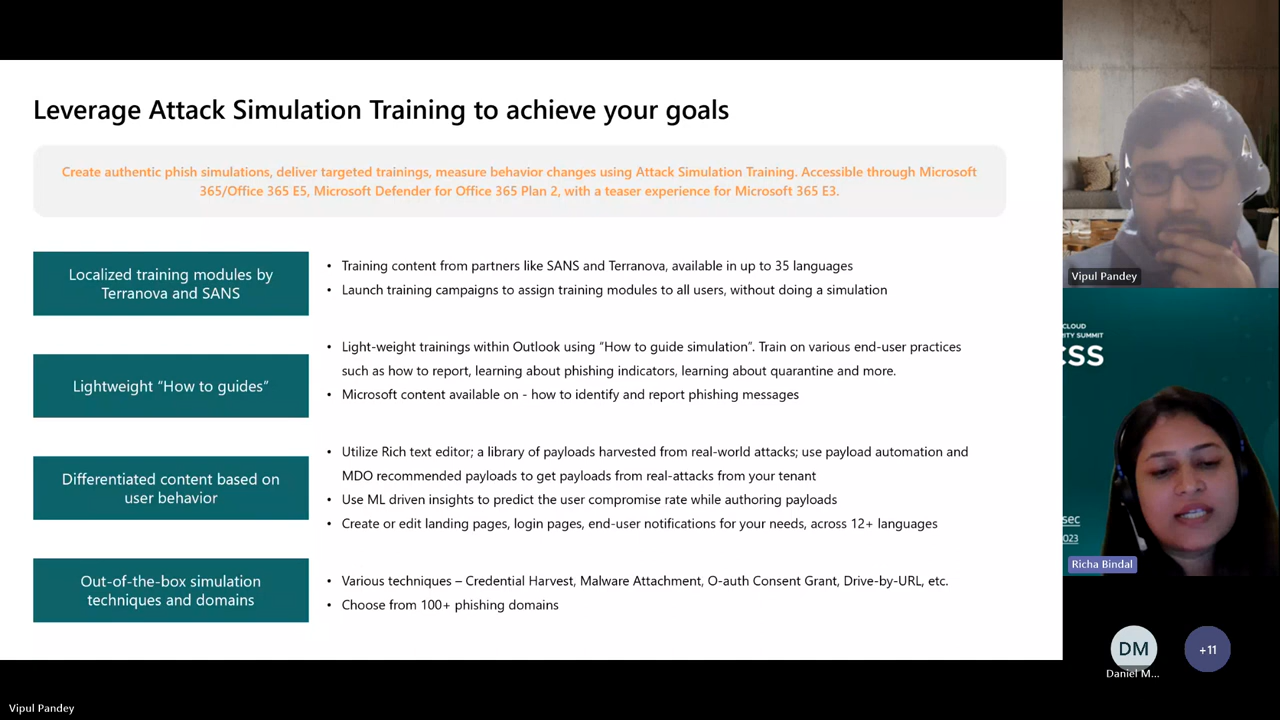 Leverage Attack Simulation Training to achieve your goals
Create authentic phish simulations, deliver targeted trainings, measure behavior changes using Attack Simulation Training. Accessible through Microsoft
365/Office 365 E5, Microsoft Defender for Office 365 Plan 2, with a teaser experience for Microsoft 365 E3.
Localized training modules by
Terranova and SANS
• Training content from partners like SANS and Terranova, available in up to 35 languages
• Launch training campaigns to assign training modules to all users, without doing a simulation
Lightweight “How to guides”
• Light-weight trainings within Outlook using “How to guide simulation”. Train on various end-user practices
such as how to report, learning about phishing indicators, learning about quarantine and more.
• Microsoft content available on - how to identify and report phishing messages
Differentiated content based on
user behavior
• Utilize Rich text editor; a library of payloads harvested from real-world attacks; use payload automation and
MDO recommended payloads to get payloads from real-attacks from your tenant
• Use ML driven insights to predict the user compromise rate while authoring payloads
• Create or edit landing pages, login pages, end-user notifications for your needs, across 12+ languages
Out-of-the-box simulation
techniques and domains
• Various techniques – Credential Harvest, Malware Attachment, O-auth Consent Grant, Drive-by-URL, etc.
• Choose from 100+ phishing domains
Vipul Pandey
CLOUD
RITY SUMMIT
CSS
sec
2023
Richa Bindal
DM
Daniel M...
+11
Vipul Pandey